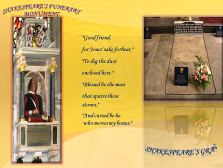 SHAKESPEARE'S FUNERARY
MONUMENT
"Good friend,
for Jesus' sake forbear,"
"To dig the dust
enclosed here."
"Blessed be the man
that spares these
stones,"
"And cursed be he
who moves my bones."
SHAKESPEARE'S GRAVE